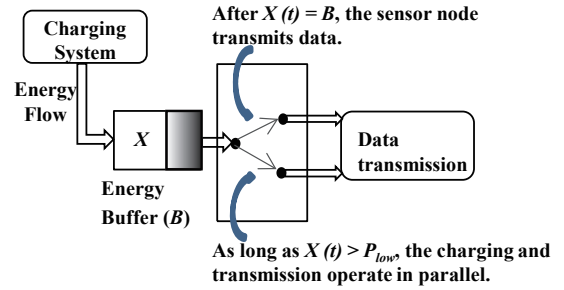 After X (t) = B, the sensor node
transmits data.
Charging
System
Energy
Flow
X
Data
transmission
Energy
Buffer (B)
As long as X (t) > Plow, the charging and
transmission operate in parallel.